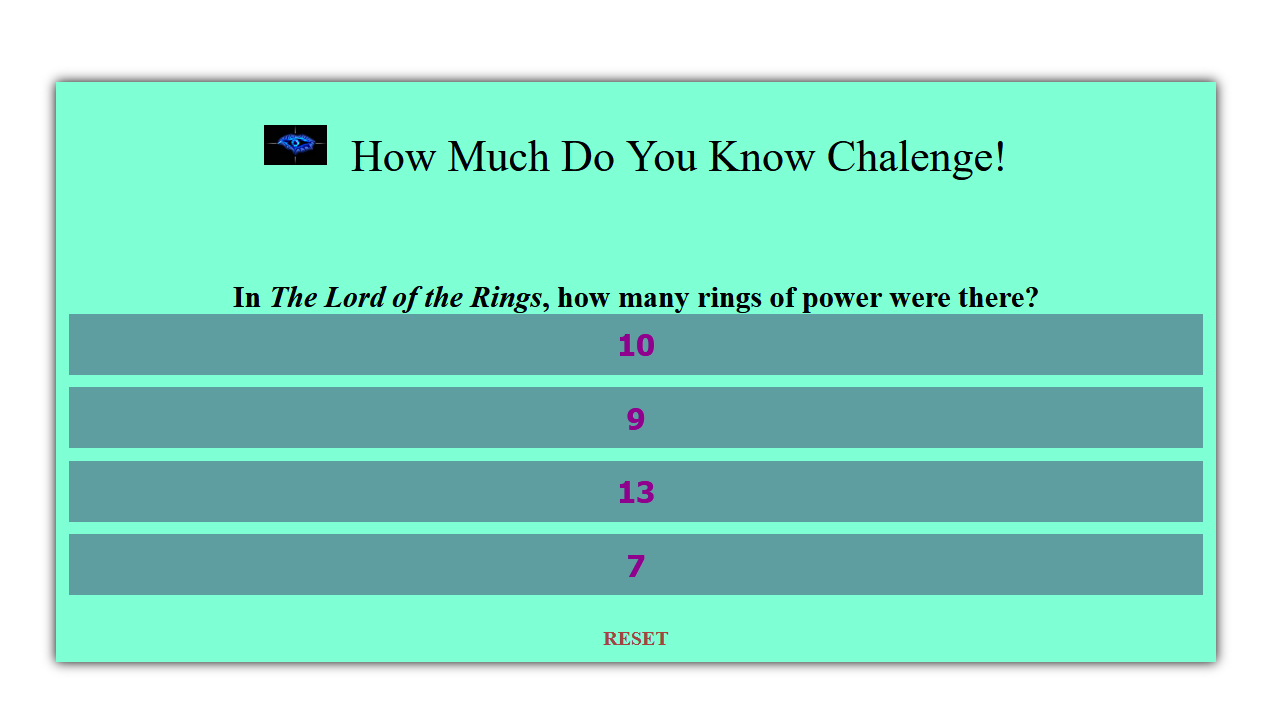 How Much Do You Know Chalenge!
In The Lord of the Rings, how many rings of power were there?
10
9
13
7
RESET